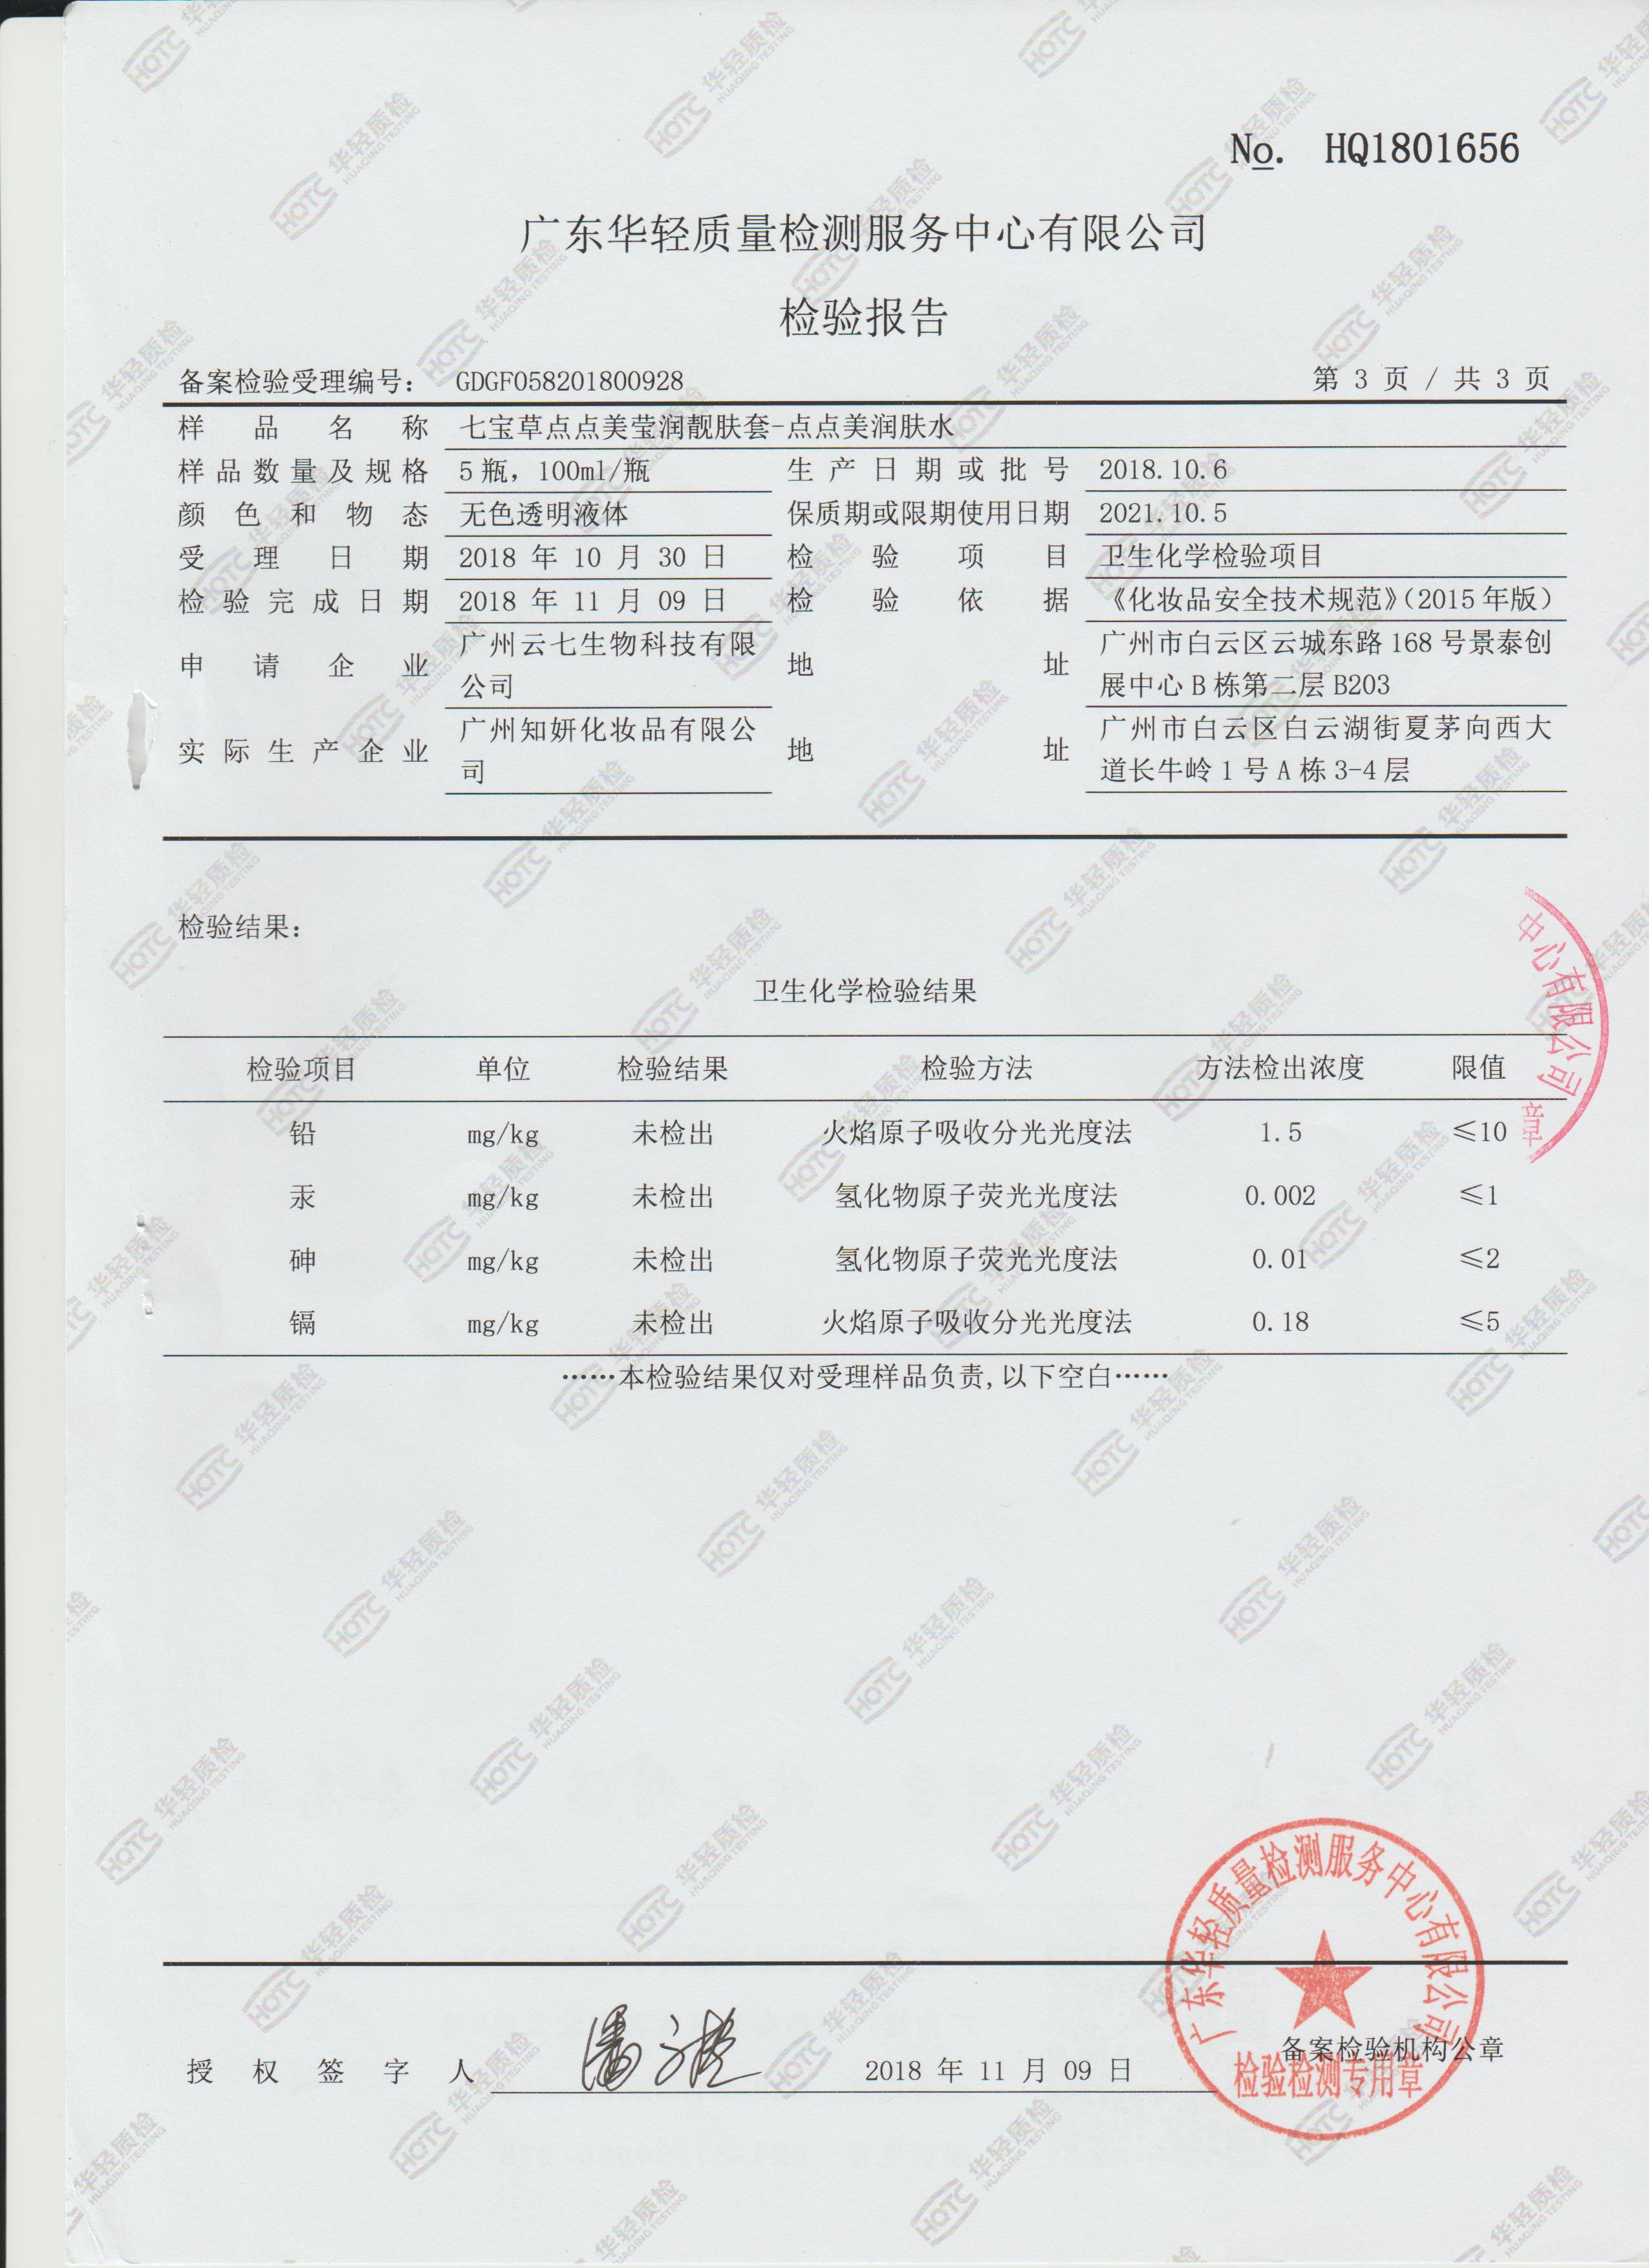 No. HQ1801656
广东华轻质量检测服务中心有限公司
检验报告
备案检验受理编号: GDGF058201800928 第 3 页 / 共 3 页
样品名称 七宝草点点美莹润靓肤套-点点美润肤水
样品数量及规格 5瓶，100ml/瓶 生产日期或批号 2018.10.6
颜色和物态 无色透明液体 保质期或限期使用日期 2021.10.5
受理日期 2018 年 10 月 30 日 检验项目 卫生化学检验项目
检验完成日期 2018 年 11 月 09 日 检验依据 《化妆品安全技术规范》（2015年版）
申请企业 广州云七生物科技有限公司 地址 广州市白云区云城东路168号景泰创展中心B栋第二层B203
实际生产企业 广州知妍化妆品有限公司 地址 广州市白云区白云湖街夏茅向西大道长牛岭1号A栋3-4层
检验结果:
卫生化学检验结果
检验项目 单位 检验结果 检验方法 方法检出浓度 限值
铅 mg/kg 未检出 火焰原子吸收分光光度法 1.5 ≤10
汞 mg/kg 未检出 氢化物原子荧光光度法 0.002 ≤1
砷 mg/kg 未检出 氢化物原子荧光光度法 0.01 ≤2
镉 mg/kg 未检出 火焰原子吸收分光光度法 0.18 ≤5
……本检验结果仅对受理样品负责,以下空白……
中心有限公司
章
广东华轻质量检测服务中心有限公司
检验检测专用章
备案检验机构公章
授权签字人 2018 年 11 月 09 日
HQTC 华轻质检
HUAQING TESTING